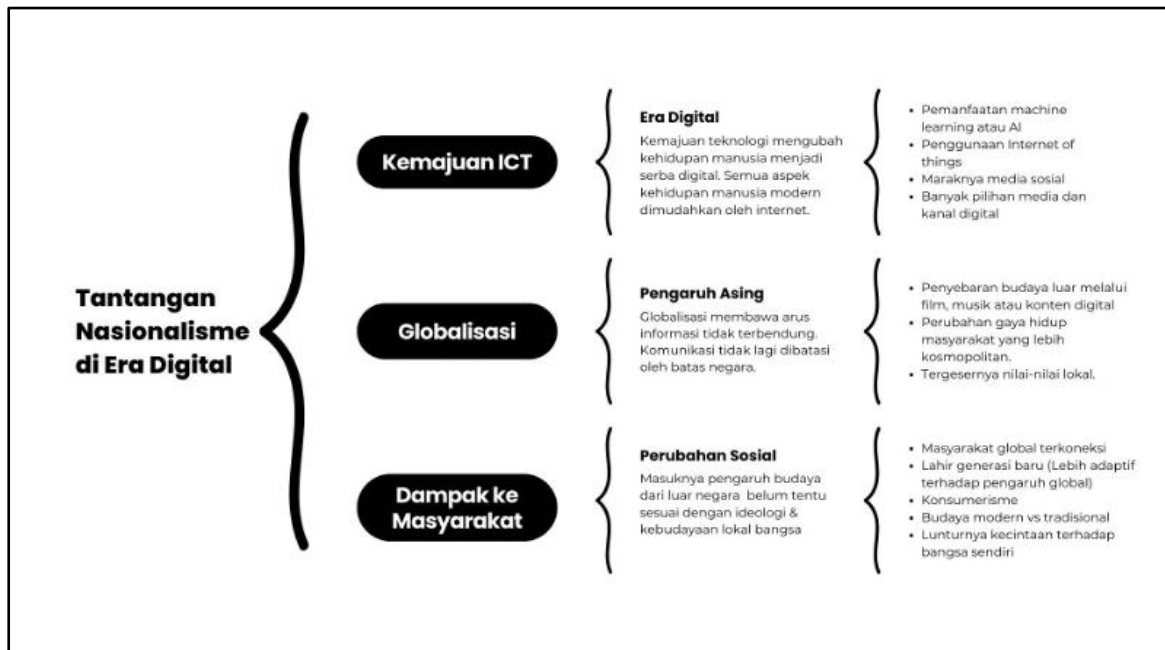 Tantangan
Nasionalisme
di Era Digital
Kemajuan ICT
Era Digital
Kemajuan teknologi mengubah
kehidupan manusia menjadi
serba digital. Semua aspek
kehidupan manusia modern
dimudahkan oleh internet.
• Pemanfaatan machine
learning atau AI
• Penggunaan Internet of
things
• Maraknya media sosial
• Banyak pilihan media dan
kanal digital
Globalisasi
Pengaruh Asing
Globalisasi membawa arus
informasi tidak terbendung.
Komunikasi tidak lagi dibatasi
oleh batas negara.
• Penyebaran budaya luar melalui
film, musik atau konten digital
• Perubahan gaya hidup
masyarakat yang lebih
kosmopolitan.
• Tergesernya nilai-nilai lokal.
Dampak ke
Masyarakat
Perubahan Sosial
Masuknya pengaruh budaya
dari luar negara belum tentu
sesuai dengan ideologi &
kebudayaan lokal bangsa
• Masyarakat global terkoneksi
• Lahir generasi baru (Lebih adaptif
terhadap pengaruh global)
• Konsumerisme
• Budaya modern vs tradisional
• Lunturnya kecintaan terhadap
bangsa sendiri